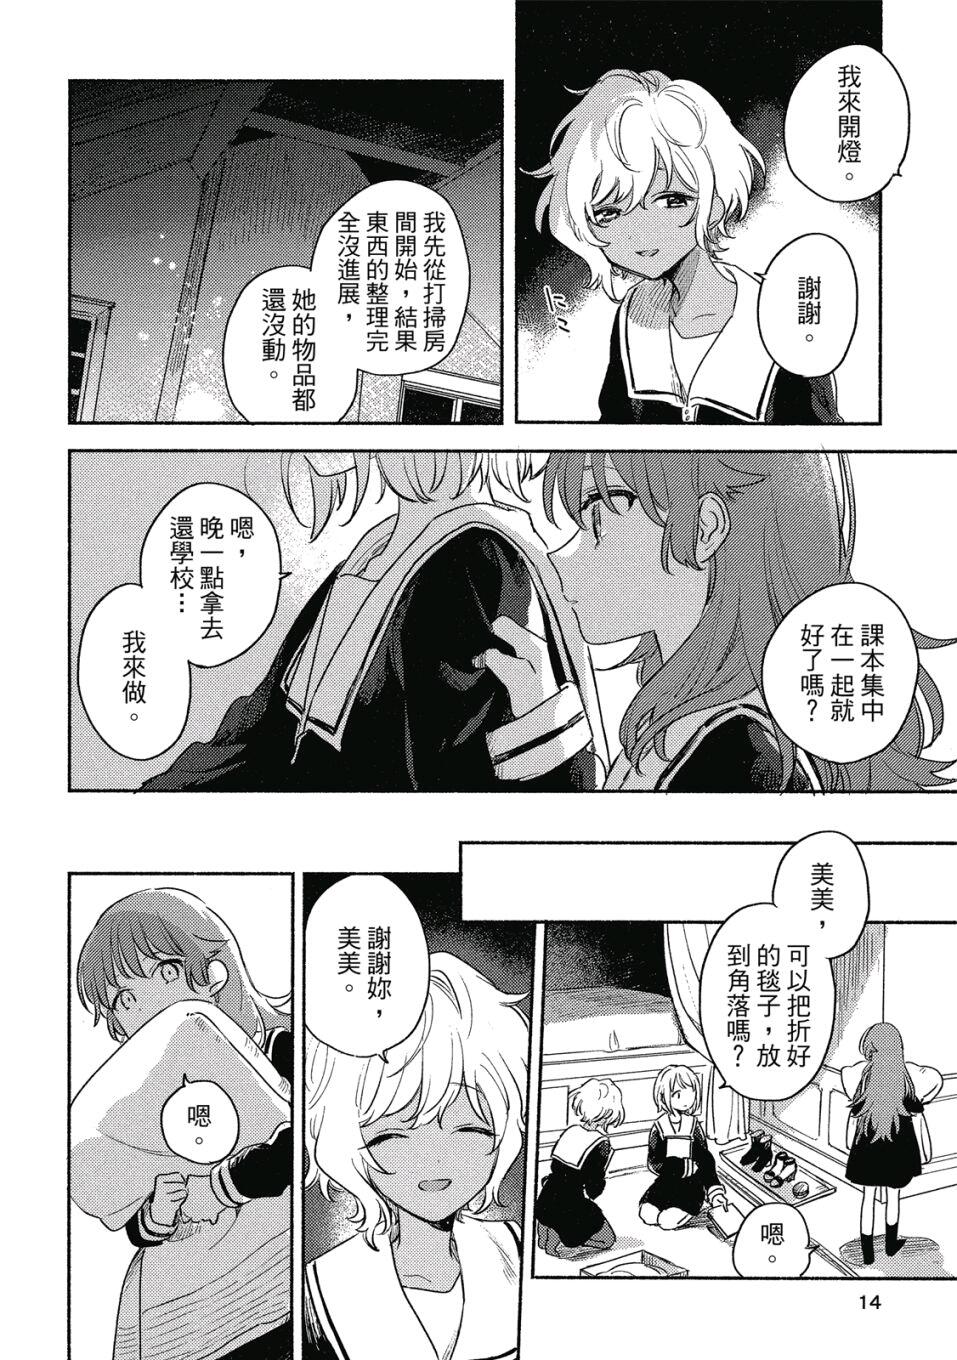 我來開燈。
謝謝。
我先從打掃房
間開始，結果
東西的整理完
全沒進展，
她的物品都
還沒動。
課本集中
在一起就
好了嗎？
嗯，
晚一點拿去
還學校…
我來做。
美美，
可以把折好
的毯子，放
到角落嗎？
嗯。
謝謝妳，
美美。
嗯。
14